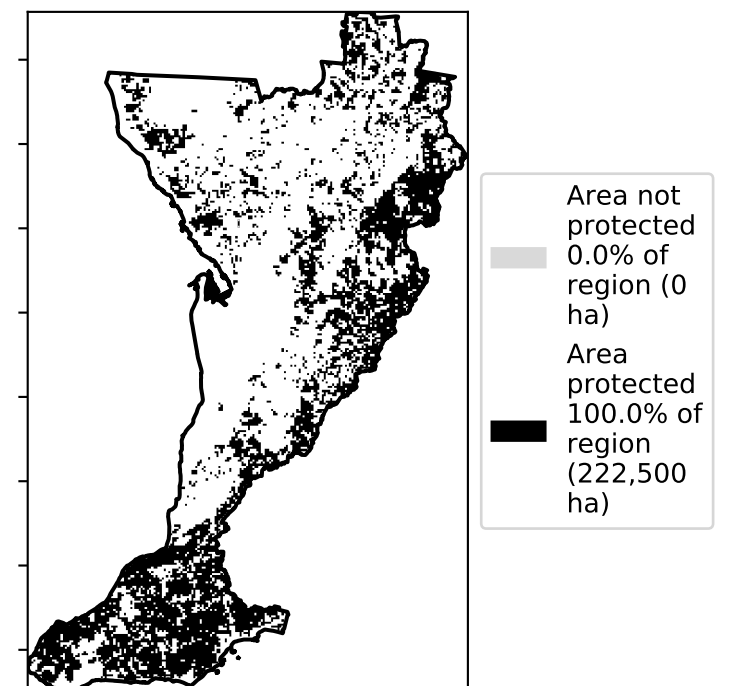 Area not
protected
0.0% of
region (0
ha)
Area
protected
100.0% of
region
(222,500
ha)